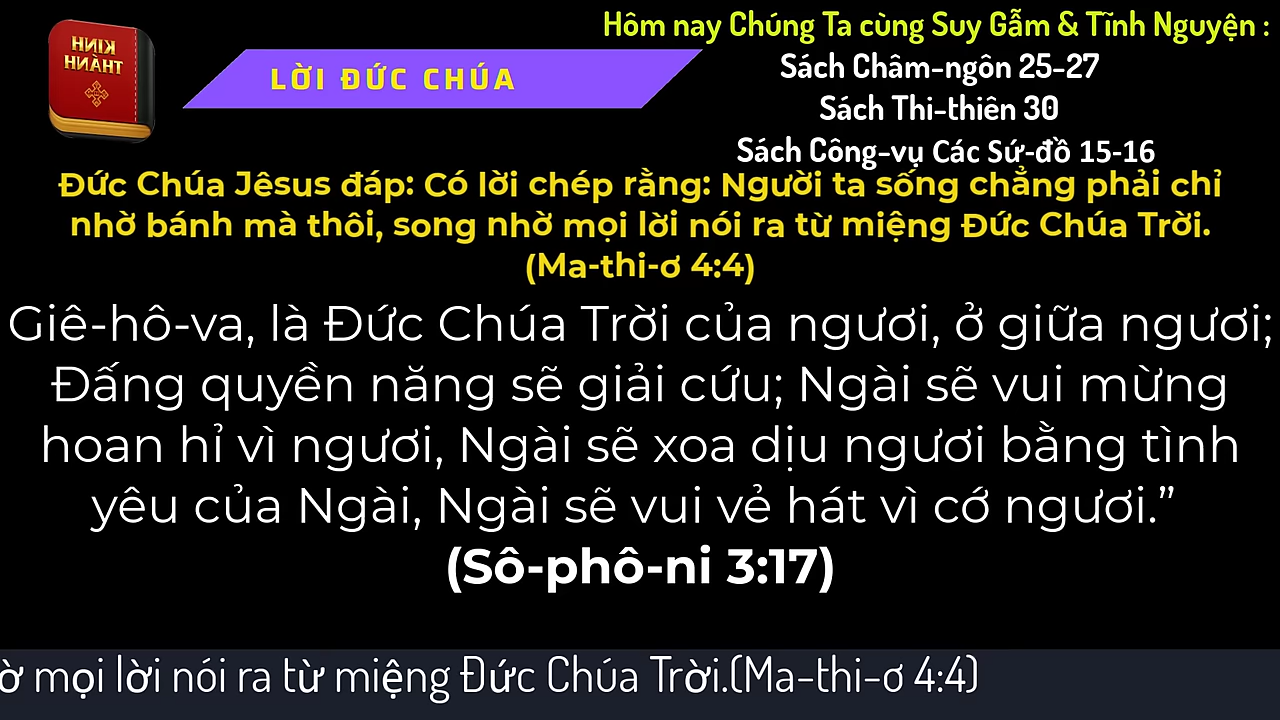 KINH
THÁNH
LỜI ĐỨC CHÚA
Hôm nay Chúng Ta cùng Suy Gẫm & Tĩnh Nguyện :
Sách Châm-ngôn 25-27
Sách Thi-thiên 30
Sách Công-vụ Các Sứ-đồ 15-16
Đức Chúa Jêsus đáp: Có lời chép rằng: Người ta sống chẳng phải chỉ
nhờ bánh mà thôi, song nhờ mọi lời nói ra từ miệng Đức Chúa Trời.
(Ma-thi-ơ 4:4)
Giê-hô-va, là Đức Chúa Trời của ngươi, ở giữa ngươi;
Đấng quyền năng sẽ giải cứu; Ngài sẽ vui mừng
hoan hỉ vì ngươi, Ngài sẽ xoa dịu ngươi bằng tình
yêu của Ngài, Ngài sẽ vui vẻ hát vì cớ ngươi.”
(Sô-phô-ni 3:17)
ờ mọi lời nói ra từ miệng Đức Chúa Trời.(Ma-thi-ơ 4:4)